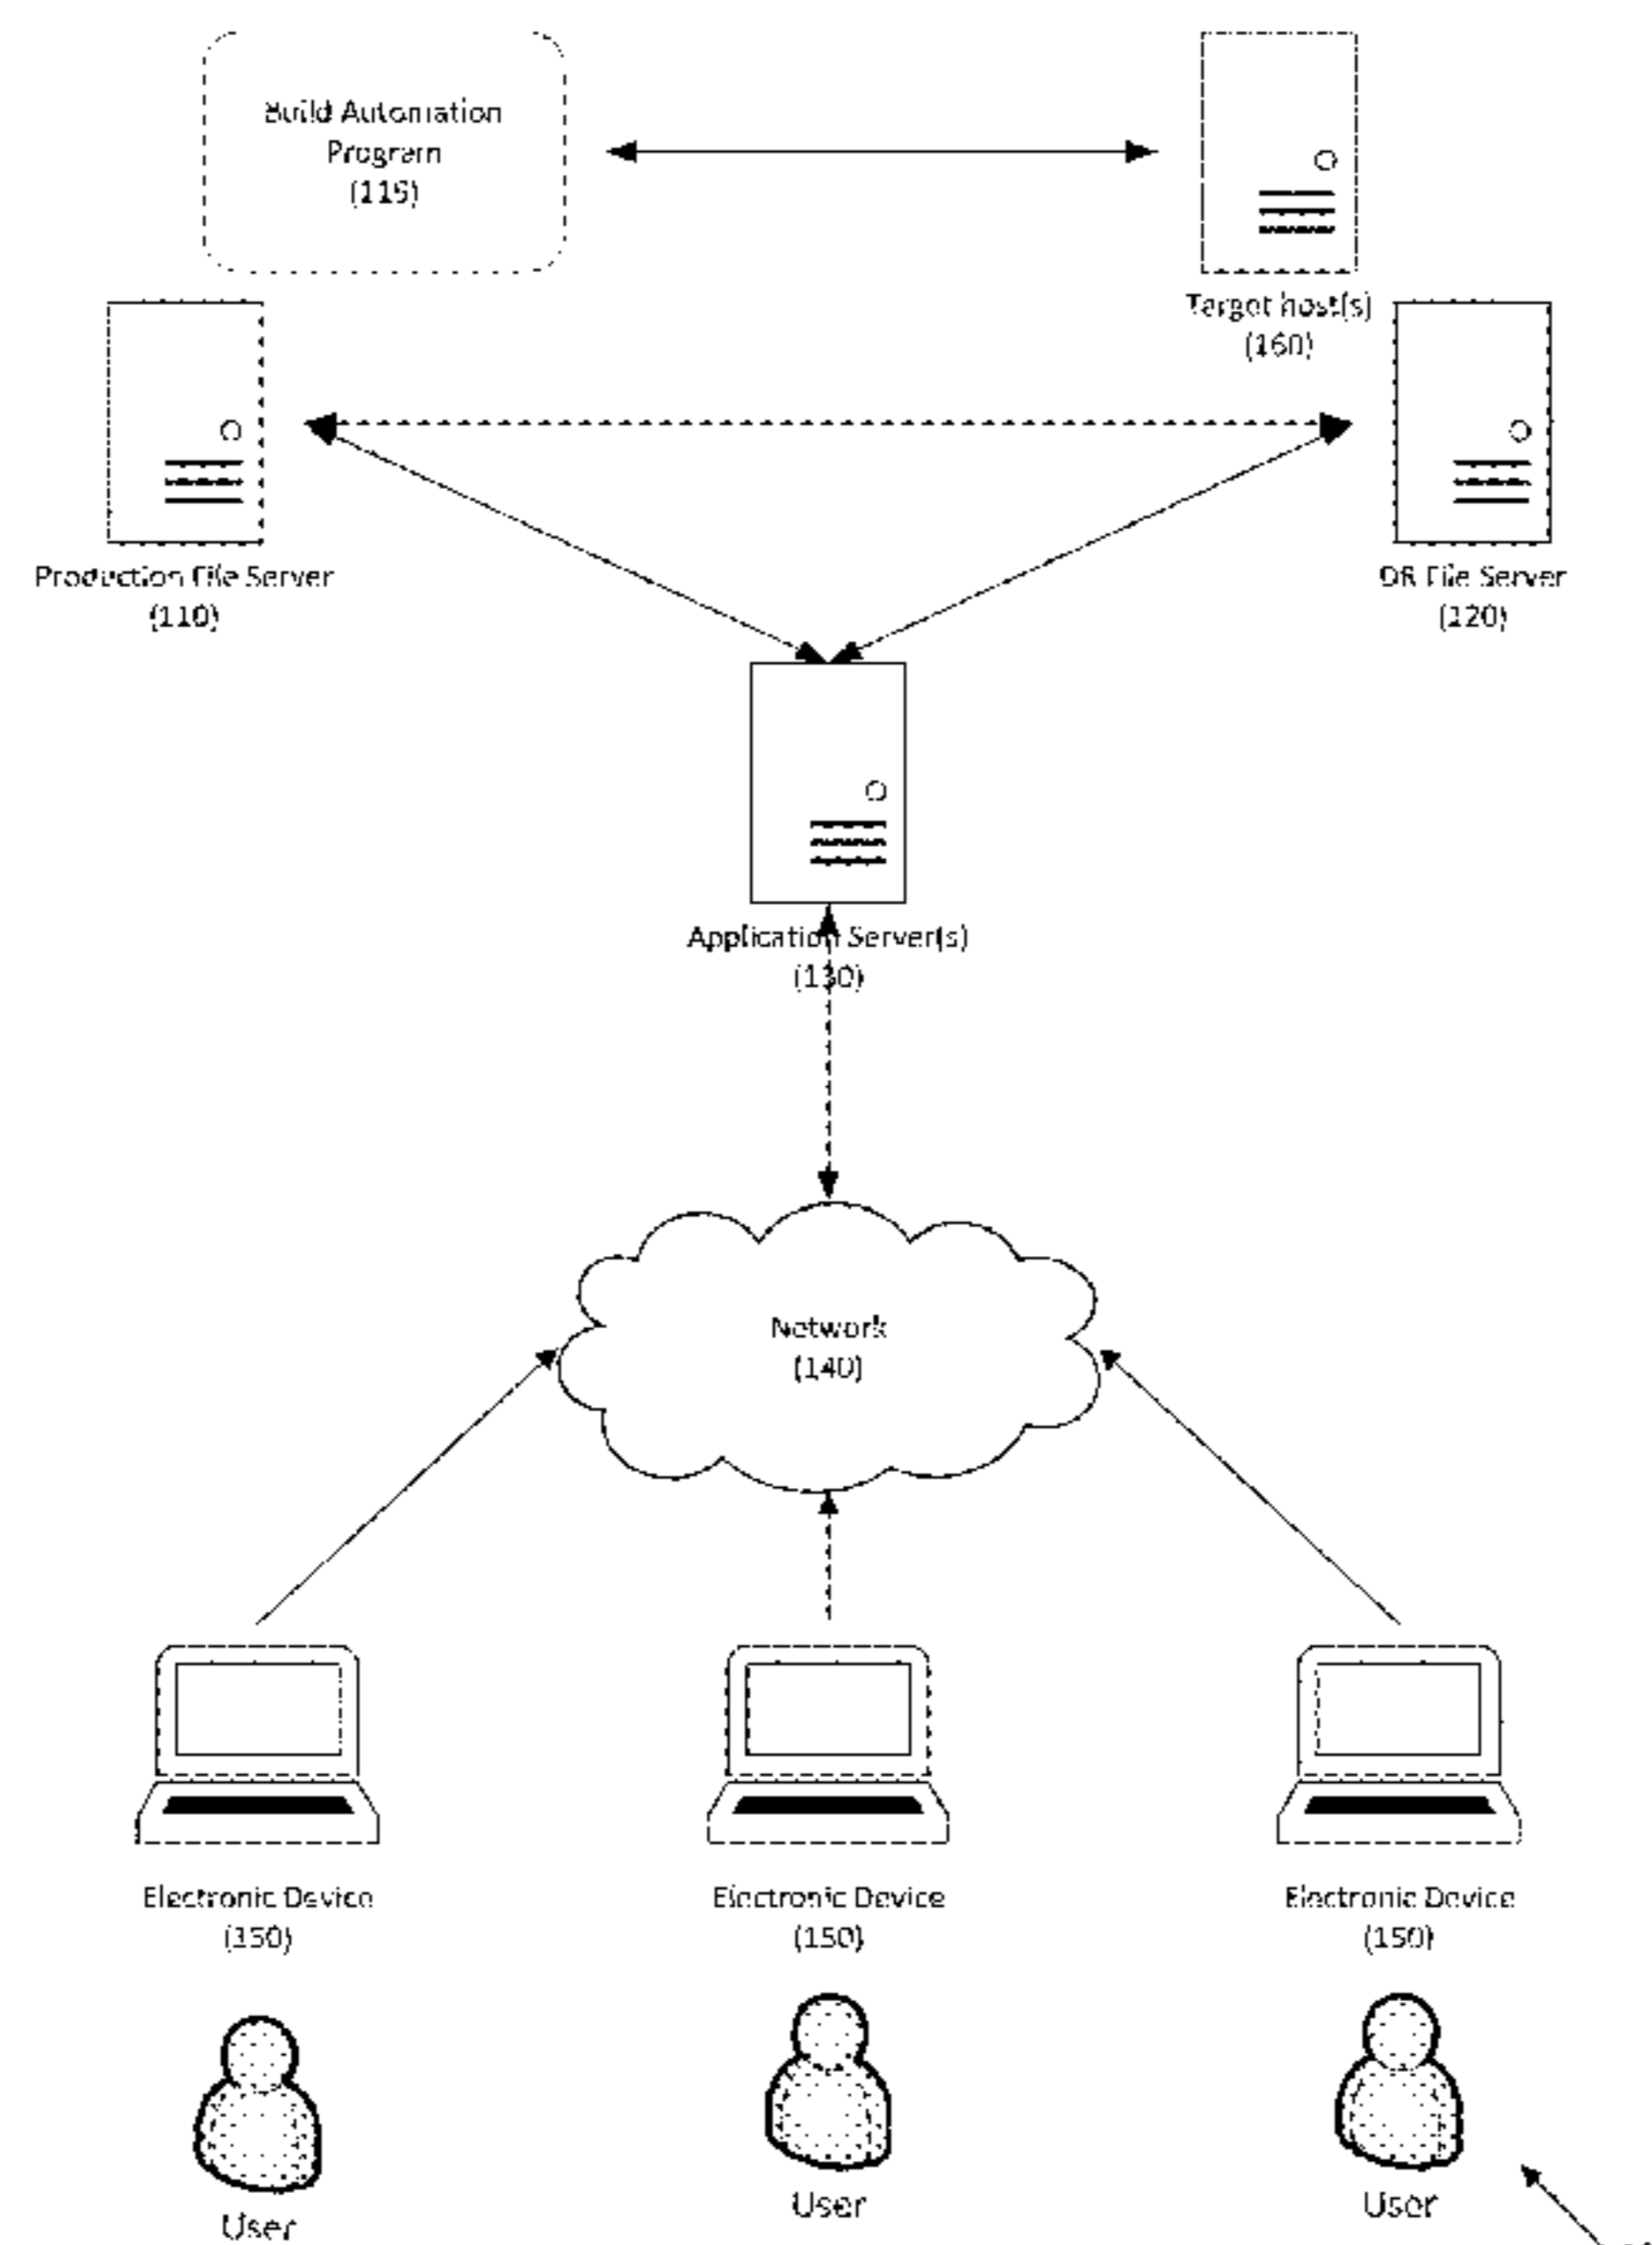 Build Automation
Program
(115)
Target host(s)
(160)
Production File Server
(110)
DR File Server
(120)
Application Server(s)
(130)
Network
(140)
Electronic Device
(150)
Electronic Device
(150)
Electronic Device
(150)
User
User
User